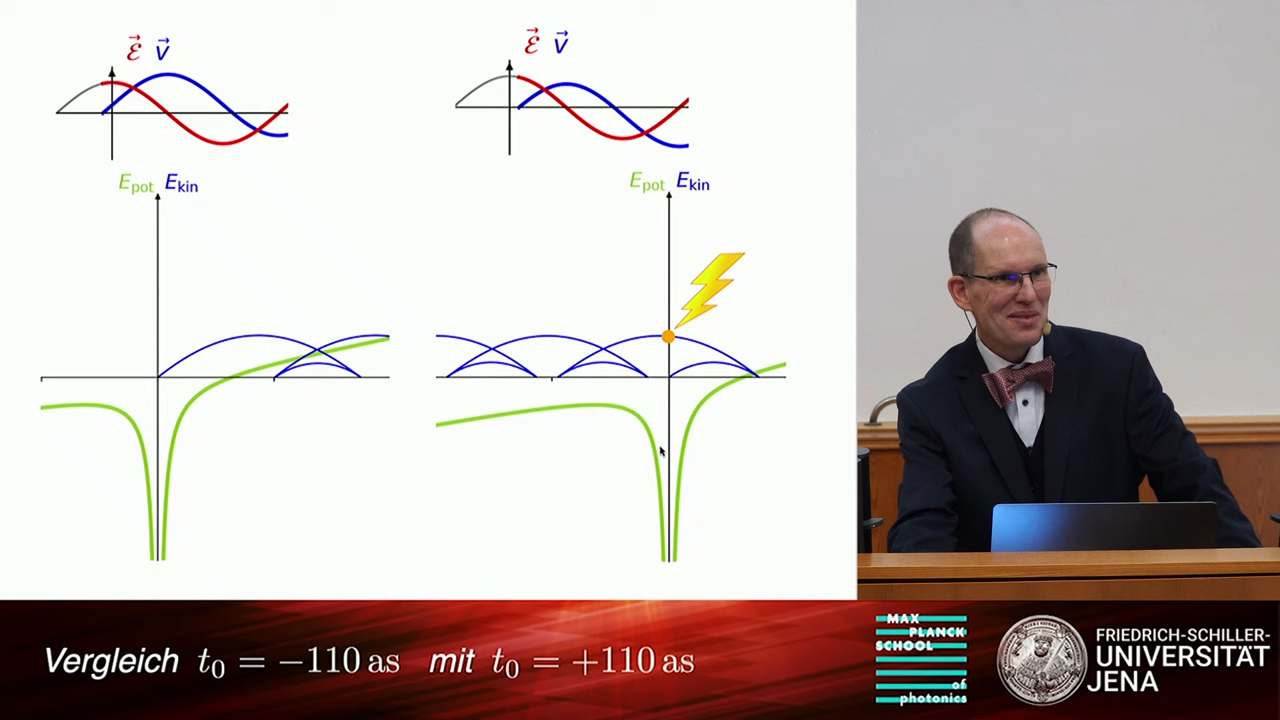 ℰ⃗ v⃗
ℰ⃗ v⃗
E_pot E_kin
E_pot E_kin
Vergleich t₀ = −110 as mit t₀ = +110 as
MAX
PLANCK
SCHOOL
of
photonics
FRIEDRICH-SCHILLER-
UNIVERSITÄT
JENA